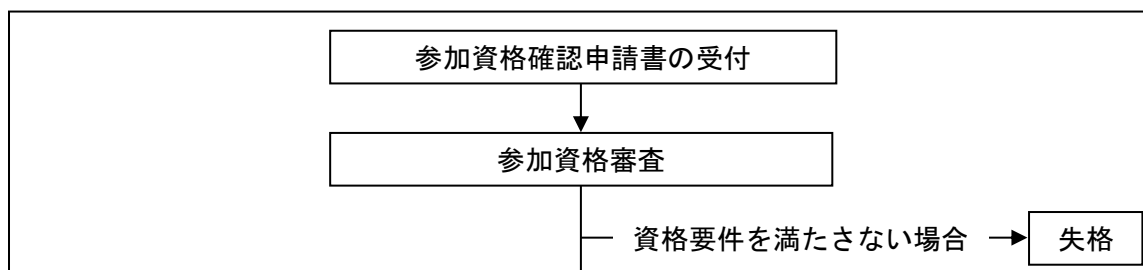 参加資格確認申請書の受付
参加資格審査
資格要件を満たさない場合
失格